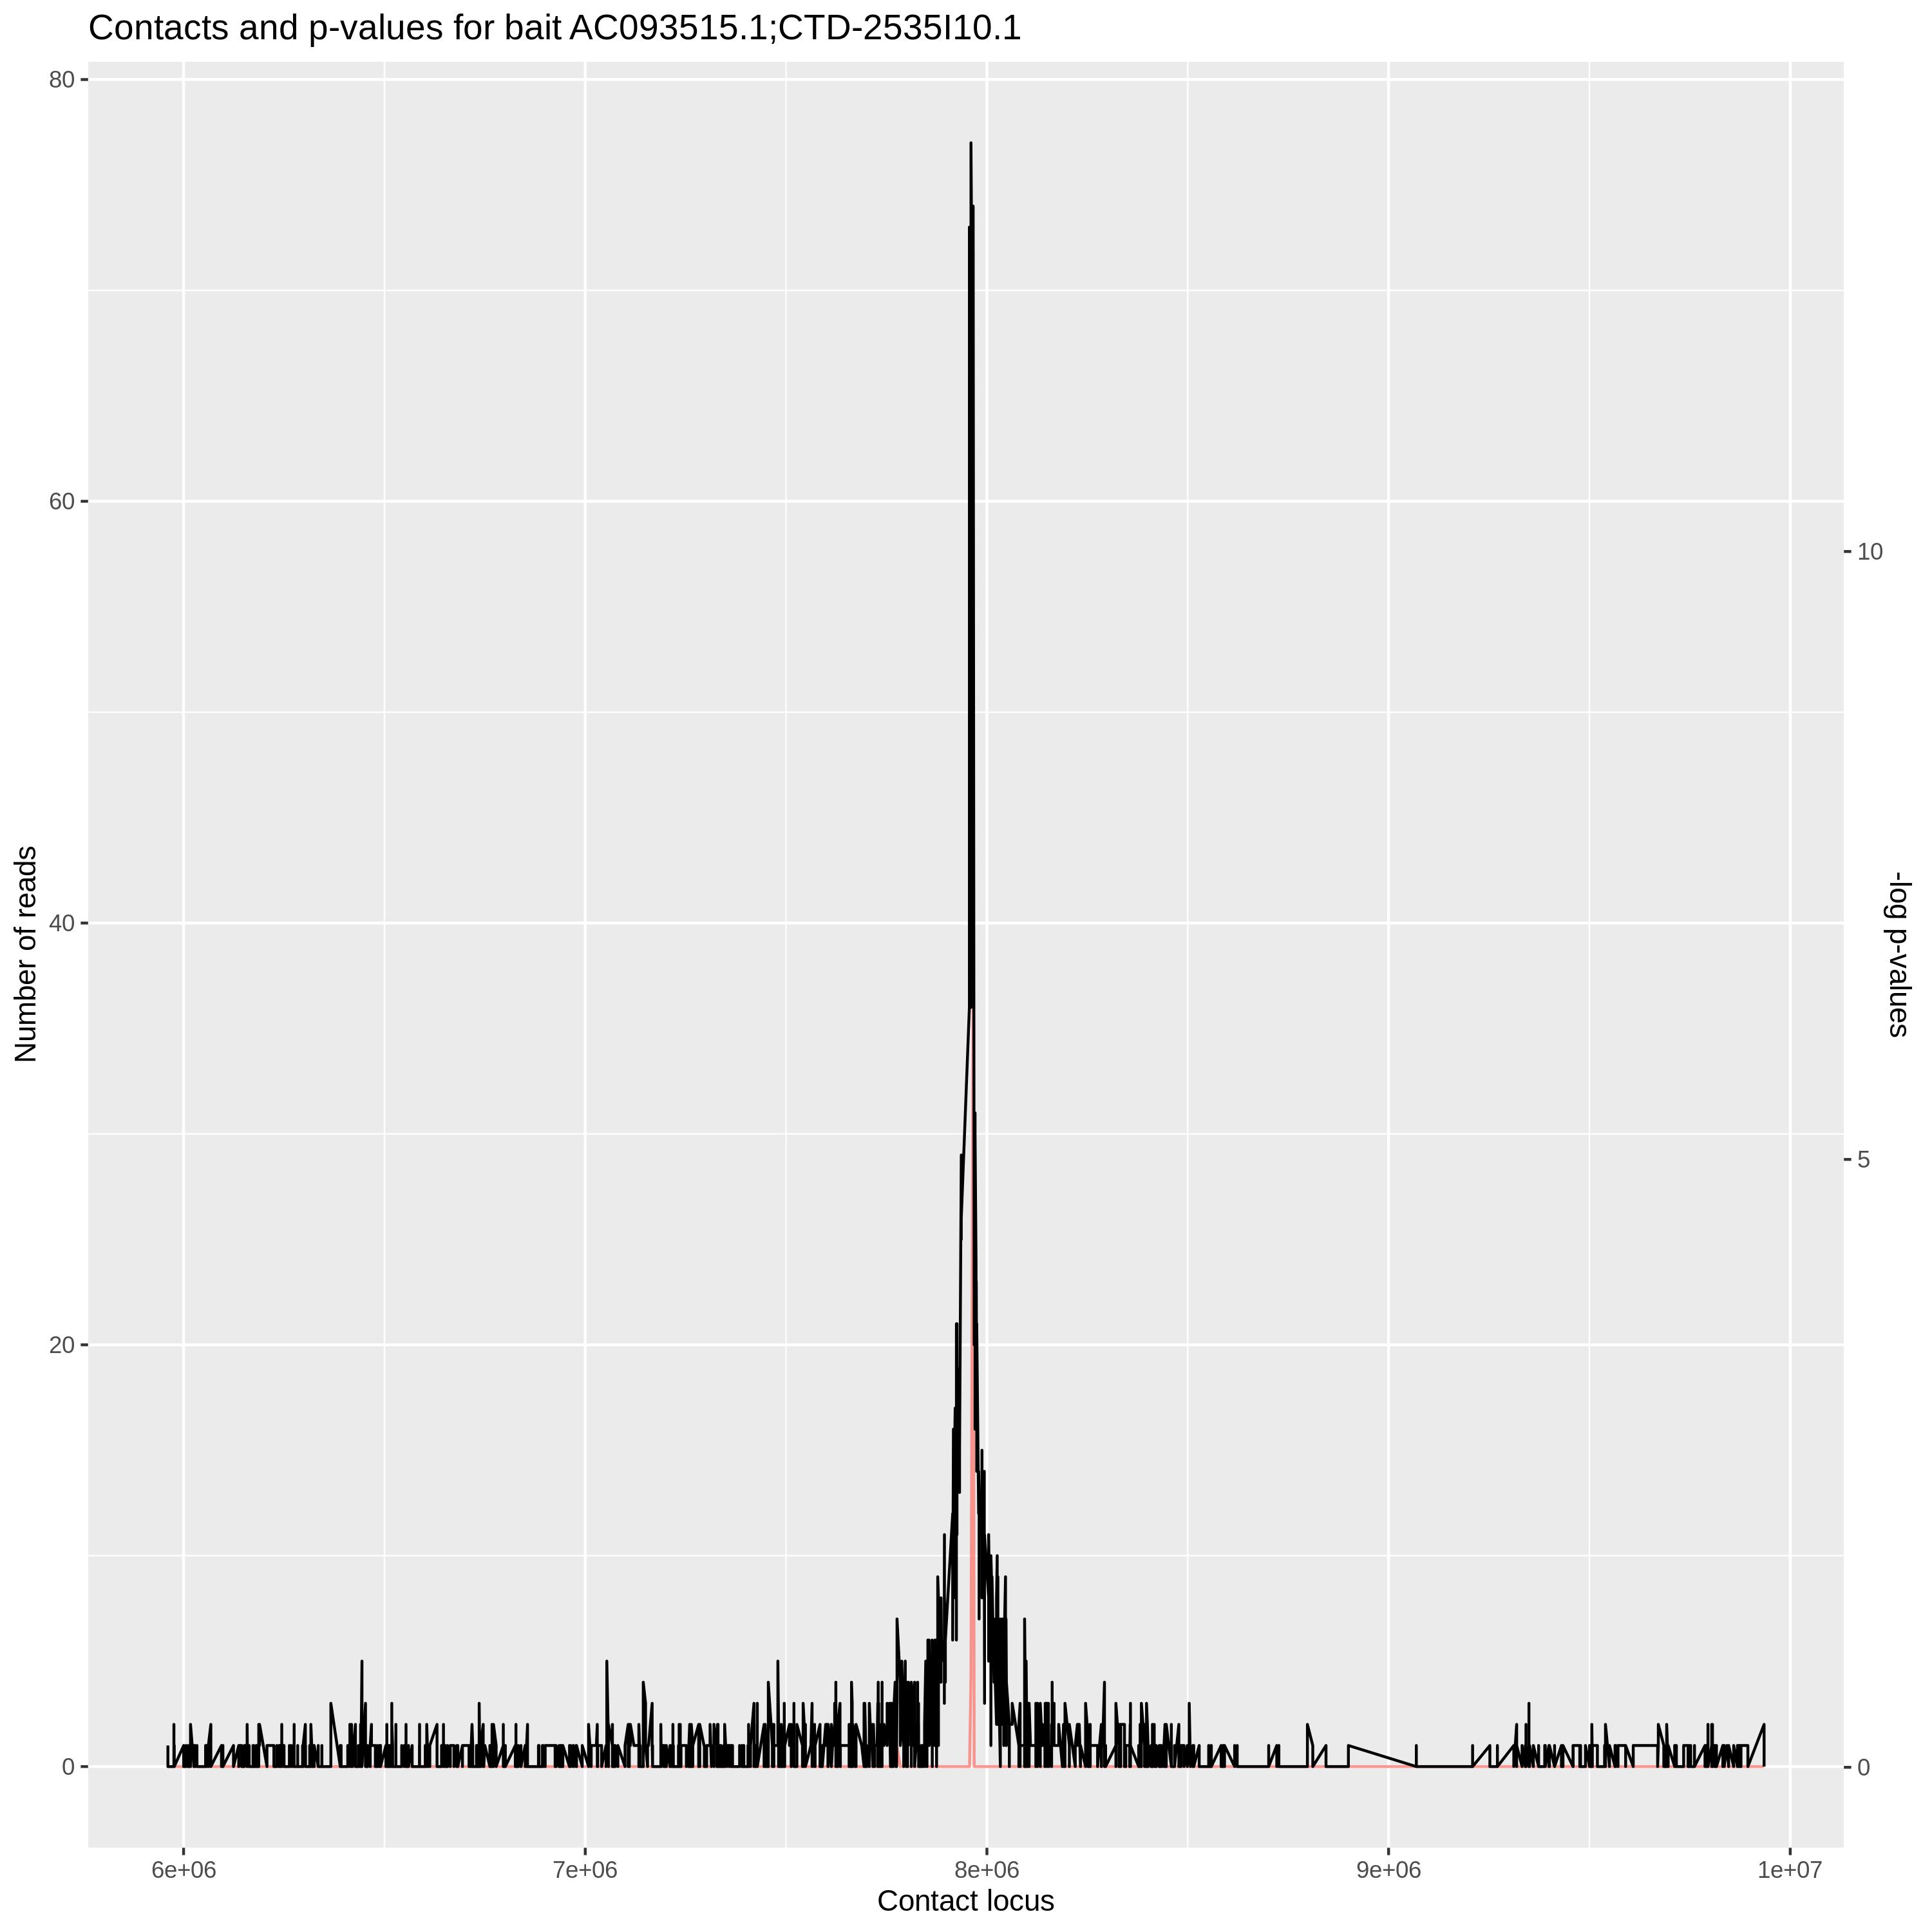 Contacts and p-values for bait AC093515.1;CTD-2535I10.1
80
60
40
20
0
Number of reads
10
5
0
-log p-values
6e+06
7e+06
8e+06
9e+06
1e+07
Contact locus